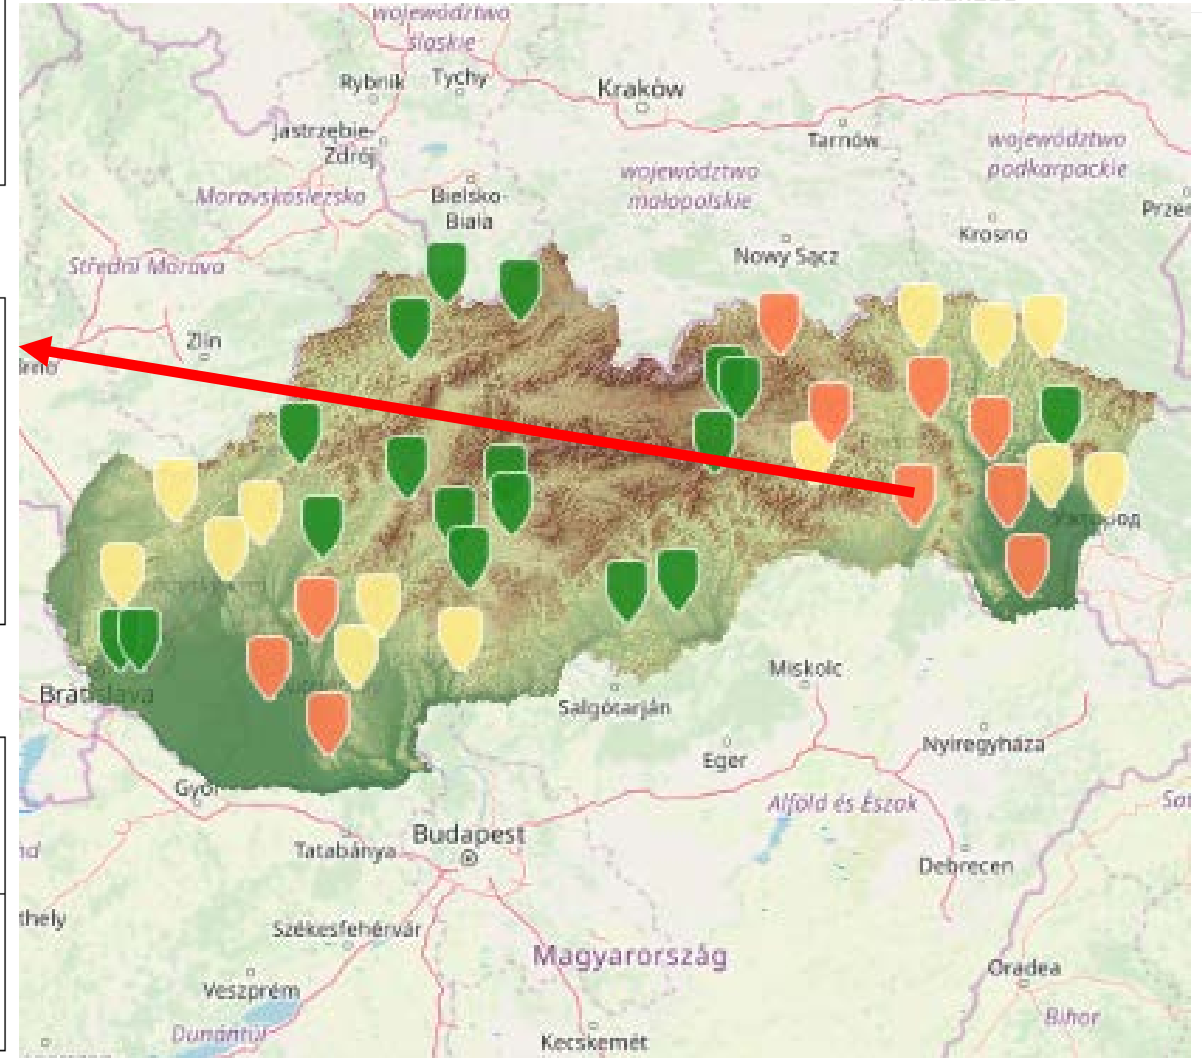 województwo
śląskie
Rybnik
Tychy
Kraków
Jastrzębie-
Zdrój
Tarnów
województwo
podkarpackie
województwo
małopolskie
Moravskoslezsko
Bielsko-
Biala
Krosno
Nowy Sącz
Střední Morava
Zlín
Bratislava
Salgótarján
Miskolc
Eger
Nyíregyháza
Győr
Alföld és Észak
Budapest
Tatabánya
Debrecen
Székesfehérvár
Magyarország
Veszprém
Oradea
Dunántúl
Bihor
Kecskemét